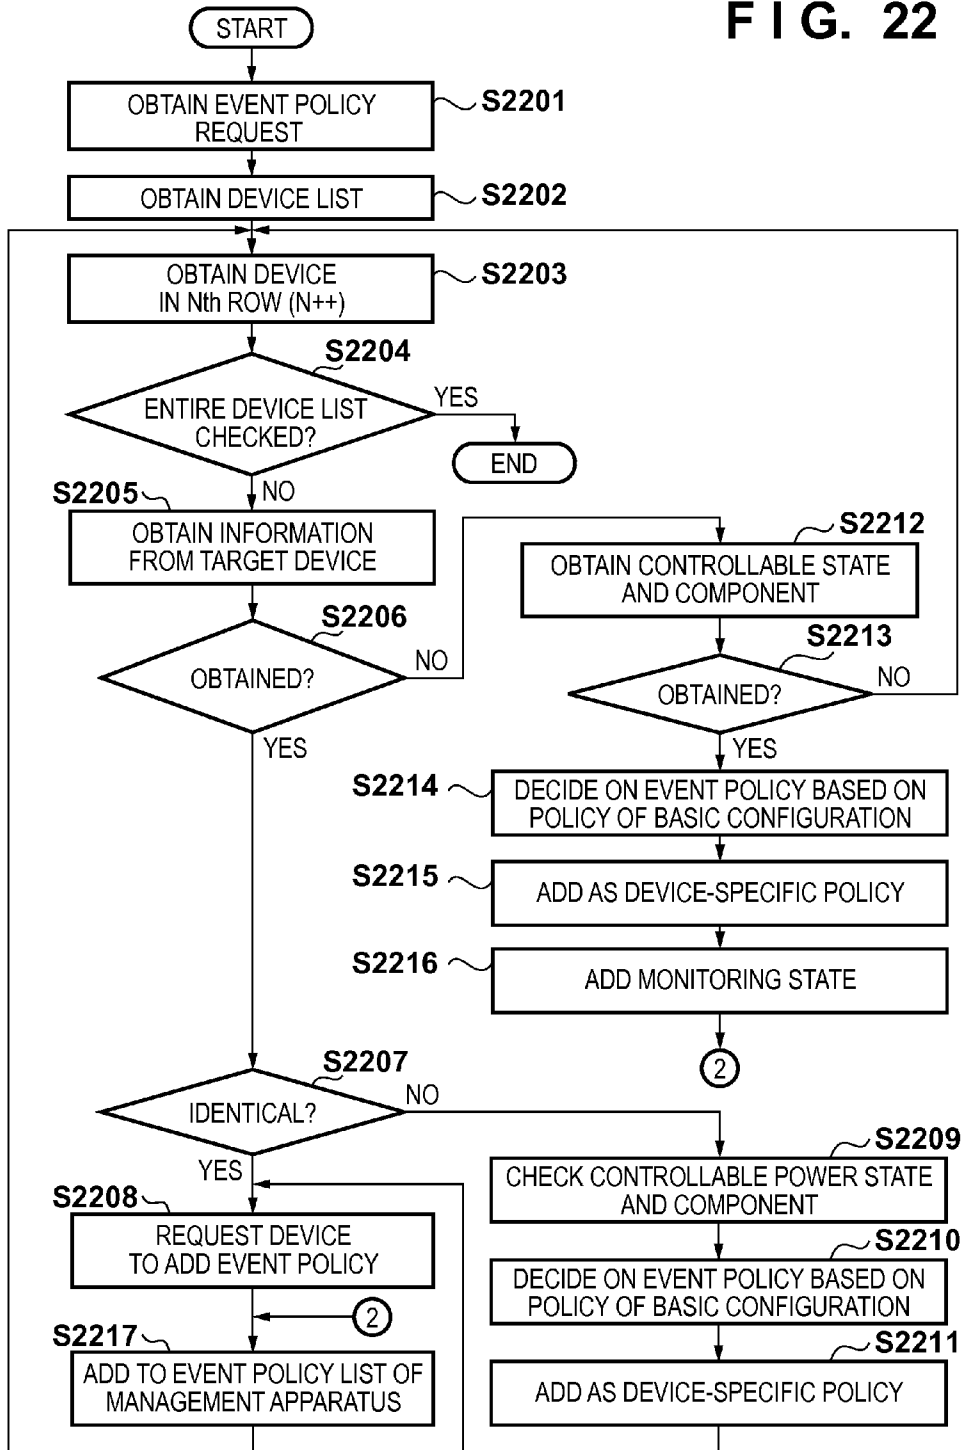 FIG. 22
START
OBTAIN EVENT POLICY
REQUEST
S2201
OBTAIN DEVICE LIST
S2202
OBTAIN DEVICE
IN Nth ROW (N++)
S2203
S2204
ENTIRE DEVICE LIST
CHECKED?
YES
END
NO
S2205
OBTAIN INFORMATION
FROM TARGET DEVICE
S2206
OBTAINED?
NO
YES
S2212
OBTAIN CONTROLLABLE STATE
AND COMPONENT
S2213
OBTAINED?
NO
YES
S2214
DECIDE ON EVENT POLICY BASED ON
POLICY OF BASIC CONFIGURATION
S2215
ADD AS DEVICE-SPECIFIC POLICY
S2216
ADD MONITORING STATE
2
S2207
IDENTICAL?
NO
YES
S2209
CHECK CONTROLLABLE POWER STATE
AND COMPONENT
S2208
REQUEST DEVICE
TO ADD EVENT POLICY
S2210
DECIDE ON EVENT POLICY BASED ON
POLICY OF BASIC CONFIGURATION
2
S2217
ADD TO EVENT POLICY LIST OF
MANAGEMENT APPARATUS
S2211
ADD AS DEVICE-SPECIFIC POLICY